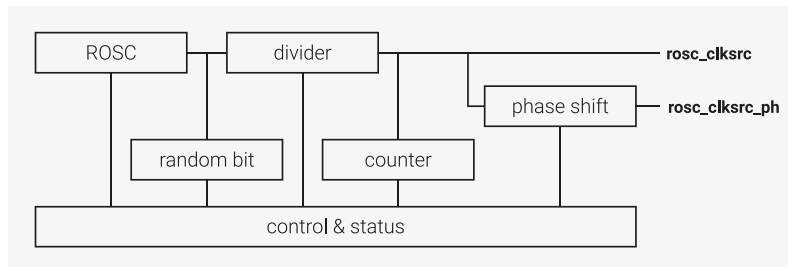 ROSC
divider
rosc_clksrc
phase shift
rosc_clksrc_ph
random bit
counter
control & status